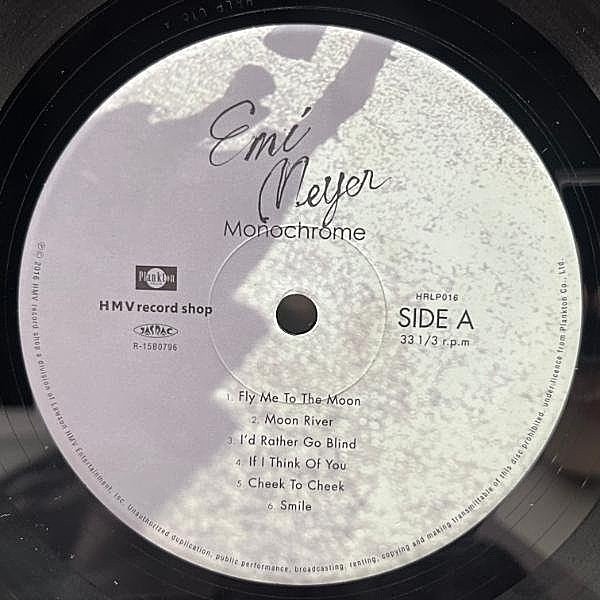 Emi
Meyer
Monochrome
Plankton
HMV record shop
JASRAC
R-1580796
HRLP016
SIDE A
33 1/3 r.p.m
1. Fly Me To The Moon
2. Moon River
3. I'd Rather Go Blind
4. If I Think Of You
5. Cheek To Cheek
6. Smile
℗ © 2016 HMV record shop a division of Lawson HMV Entertainment, Inc. Unauthorized duplication, public performance, broadcasting, renting, copying and making transmittable of this disc prohibited. under license from Plankton Co., Ltd.
HRLP 016 A